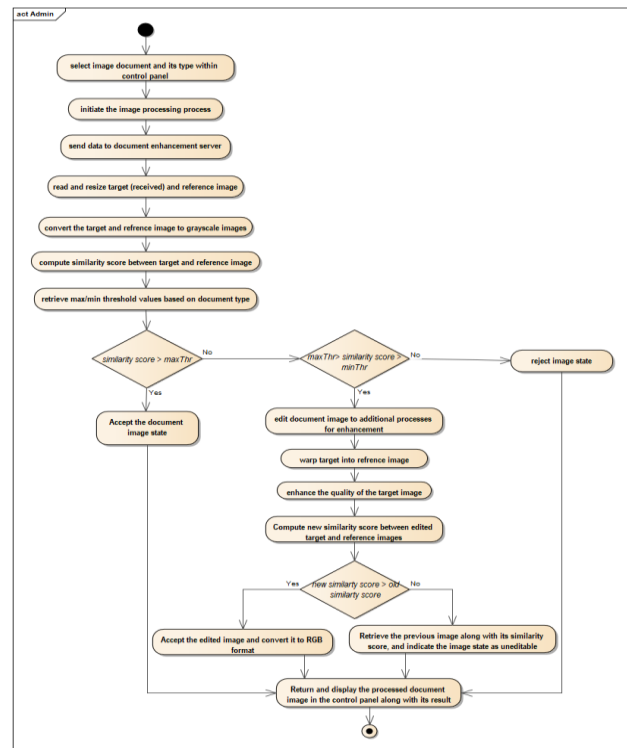 act Admin
select image document and its type within
control panel
initiate the image processing process
send data to document enhancement server
read and resize target (received) and reference image
convert the target and refrence image to grayscale images
compute similarity score between target and reference image
retrieve max/min threshold values based on document type
similarity score > maxThr
No
maxThr> similarity score >
minThr
No
reject image state
Yes
Accept the document
image state
Yes
edit document image to additional processes
for enhancement
warp target into refrence image
enhance the quality of the target image
Compute new similarity score between edited
target and reference images
Yes
new similarty score > old
similarity score
No
Accept the edited image and convert it to RGB
format
Retrieve the previous image along with its similarity
score, and indicate the image state as uneditable
Return and display the processed document
image in the control panel along with its result